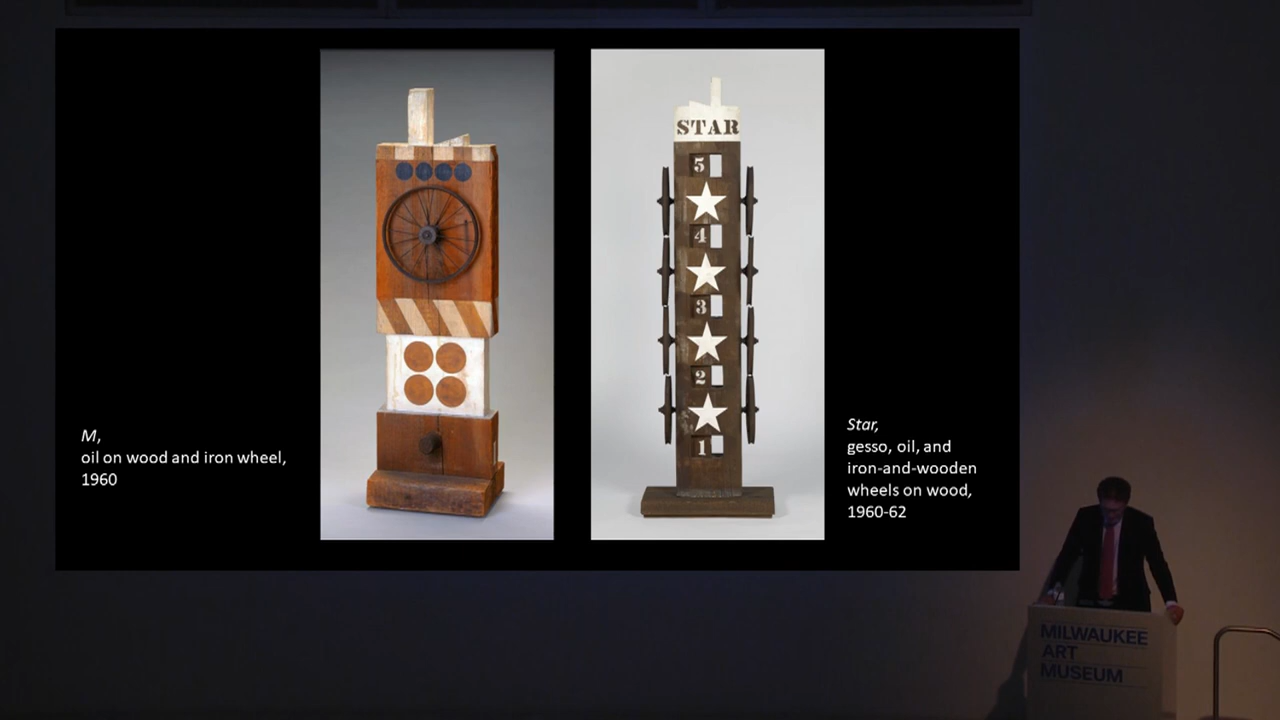 M,
oil on wood and iron wheel,
1960
STAR
5
4
3
2
1
Star,
gesso, oil, and
iron-and-wooden
wheels on wood,
1960-62
MILWAUKEE
ART
MUSEUM